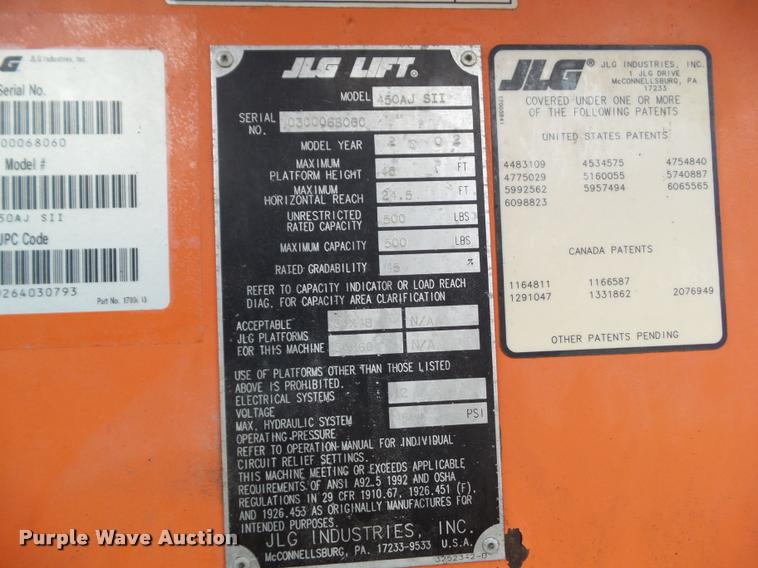 JLG Industries, Inc.
Serial No.
00068060
Model #
50AJ SII
UPC Code
0264030793
Part No.
JLG LIFT®
MODEL 450AJ SII
SERIAL NO. 0300068060
MODEL YEAR 2002
MAXIMUM
PLATFORM HEIGHT 45 FT
MAXIMUM
HORIZONTAL REACH 24.5 FT
UNRESTRICTED
RATED CAPACITY 500 LBS
MAXIMUM CAPACITY 500 LBS
RATED GRADABILITY 45 %
REFER TO CAPACITY INDICATOR OR LOAD REACH
DIAG. FOR CAPACITY AREA CLARIFICATION
ACCEPTABLE N/A
JLG PLATFORMS
FOR THIS MACHINE N/A
USE OF PLATFORMS OTHER THAN THOSE LISTED
ABOVE IS PROHIBITED.
ELECTRICAL SYSTEMS
VOLTAGE 12
MAX. HYDRAULIC SYSTEM PSI
OPERATING PRESSURE
REFER TO OPERATION MANUAL FOR INDIVIDUAL
CIRCUIT RELIEF SETTINGS.
THIS MACHINE MEETING OR EXCEEDS APPLICABLE
REQUIREMENTS OF ANSI A92.5 1992 AND OSHA
REGULATIONS IN 29 CFR 1910.67, 1926.451 (F),
AND 1926.453 AS ORIGINALLY MANUFACTURES FOR
INTENDED PURPOSES.
JLG INDUSTRIES, INC.
McCONNELLSBURG, PA. 17233-9533 U.S.A.
3252342-D
JLG® JLG INDUSTRIES, INC.
1 JLG DRIVE
McCONNELLSBURG, PA
17233
COVERED UNDER ONE OR MORE
OF THE FOLLOWING PATENTS
UNITED STATES PATENTS
4483109 4534575 4754840
4775029 5160055 5740887
5992562 5957494 6065565
6098823
CANADA PATENTS
1164811 1166587
1291047 1331862 2076949
OTHER PATENTS PENDING
Purple Wave Auction